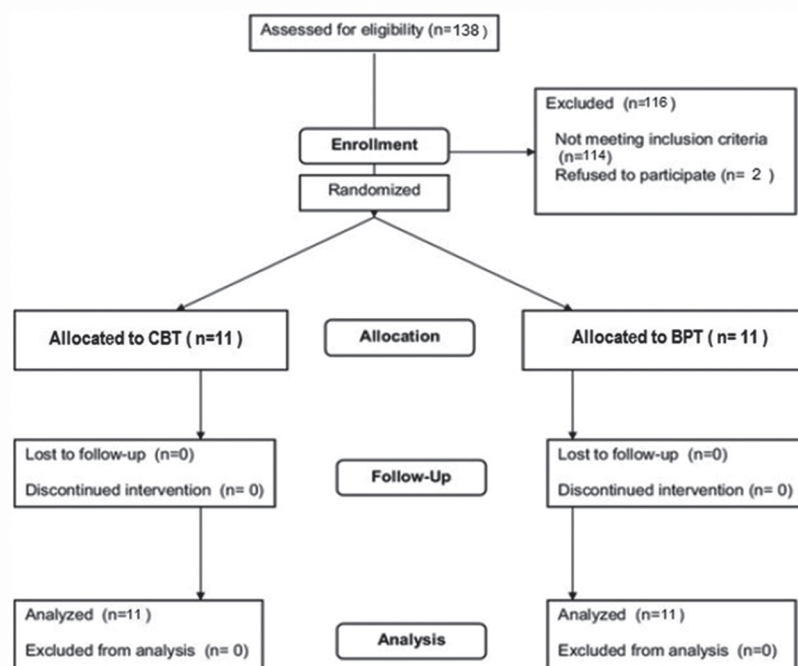 Assessed for eligibility (n=138 )
Excluded (n=116)
Not meeting inclusion criteria
(n=114)
Refused to participate (n= 2 )
Enrollment
Randomized
Allocated to CBT ( n=11 )
Allocation
Allocated to BPT ( n= 11 )
Lost to follow-up (n=0)
Discontinued intervention (n= 0)
Follow-Up
Lost to follow-up (n=0)
Discontinued intervention (n= 0)
Analyzed (n=11 )
Excluded from analysis (n= 0)
Analysis
Analyzed (n=11 )
Excluded from analysis (n=0)